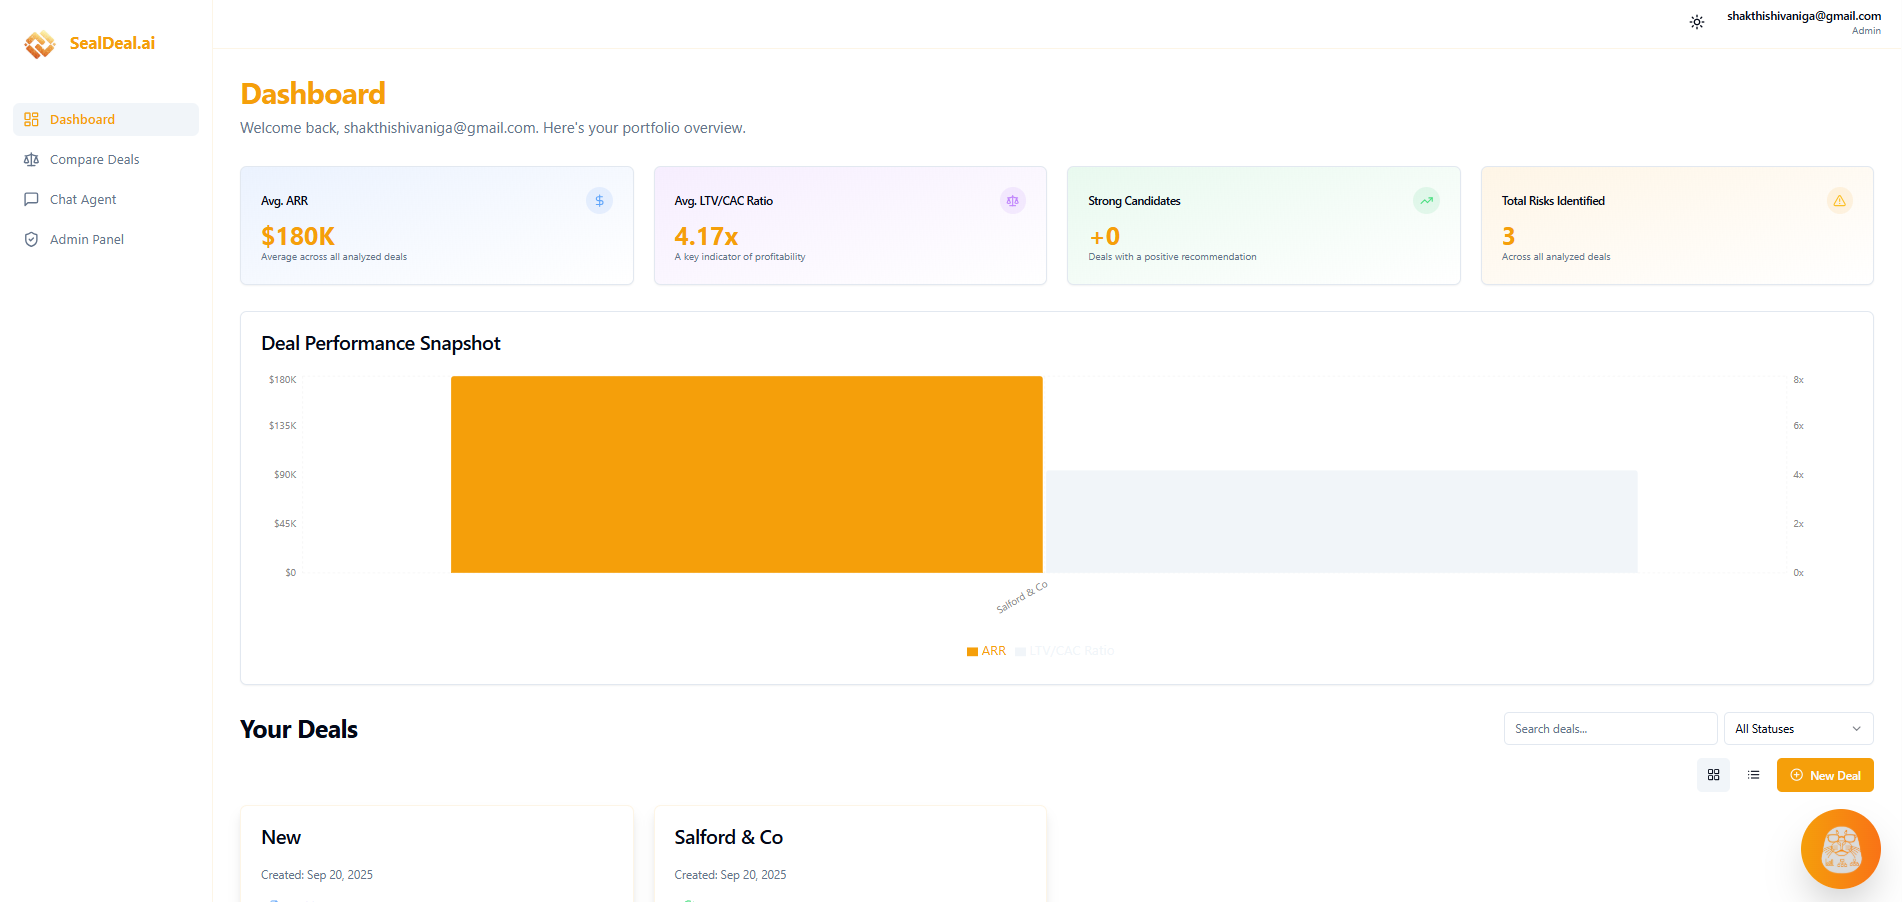 SealDeal.ai
shakthishivaniga@gmail.com
Admin
Dashboard
Compare Deals
Chat Agent
Admin Panel
Dashboard
Welcome back, shakthishivaniga@gmail.com. Here's your portfolio overview.
Avg. ARR
$180K
Average across all analyzed deals
Avg. LTV/CAC Ratio
4.17x
A key indicator of profitability
Strong Candidates
+0
Deals with a positive recommendation
Total Risks Identified
3
Across all analyzed deals
Deal Performance Snapshot
$180K
$135K
$90K
$45K
$0
8x
6x
4x
2x
0x
Salford & Co
ARR
LTV/CAC Ratio
Your Deals
Search deals...
All Statuses
New Deal
New
Created: Sep 20, 2025
Salford & Co
Created: Sep 20, 2025